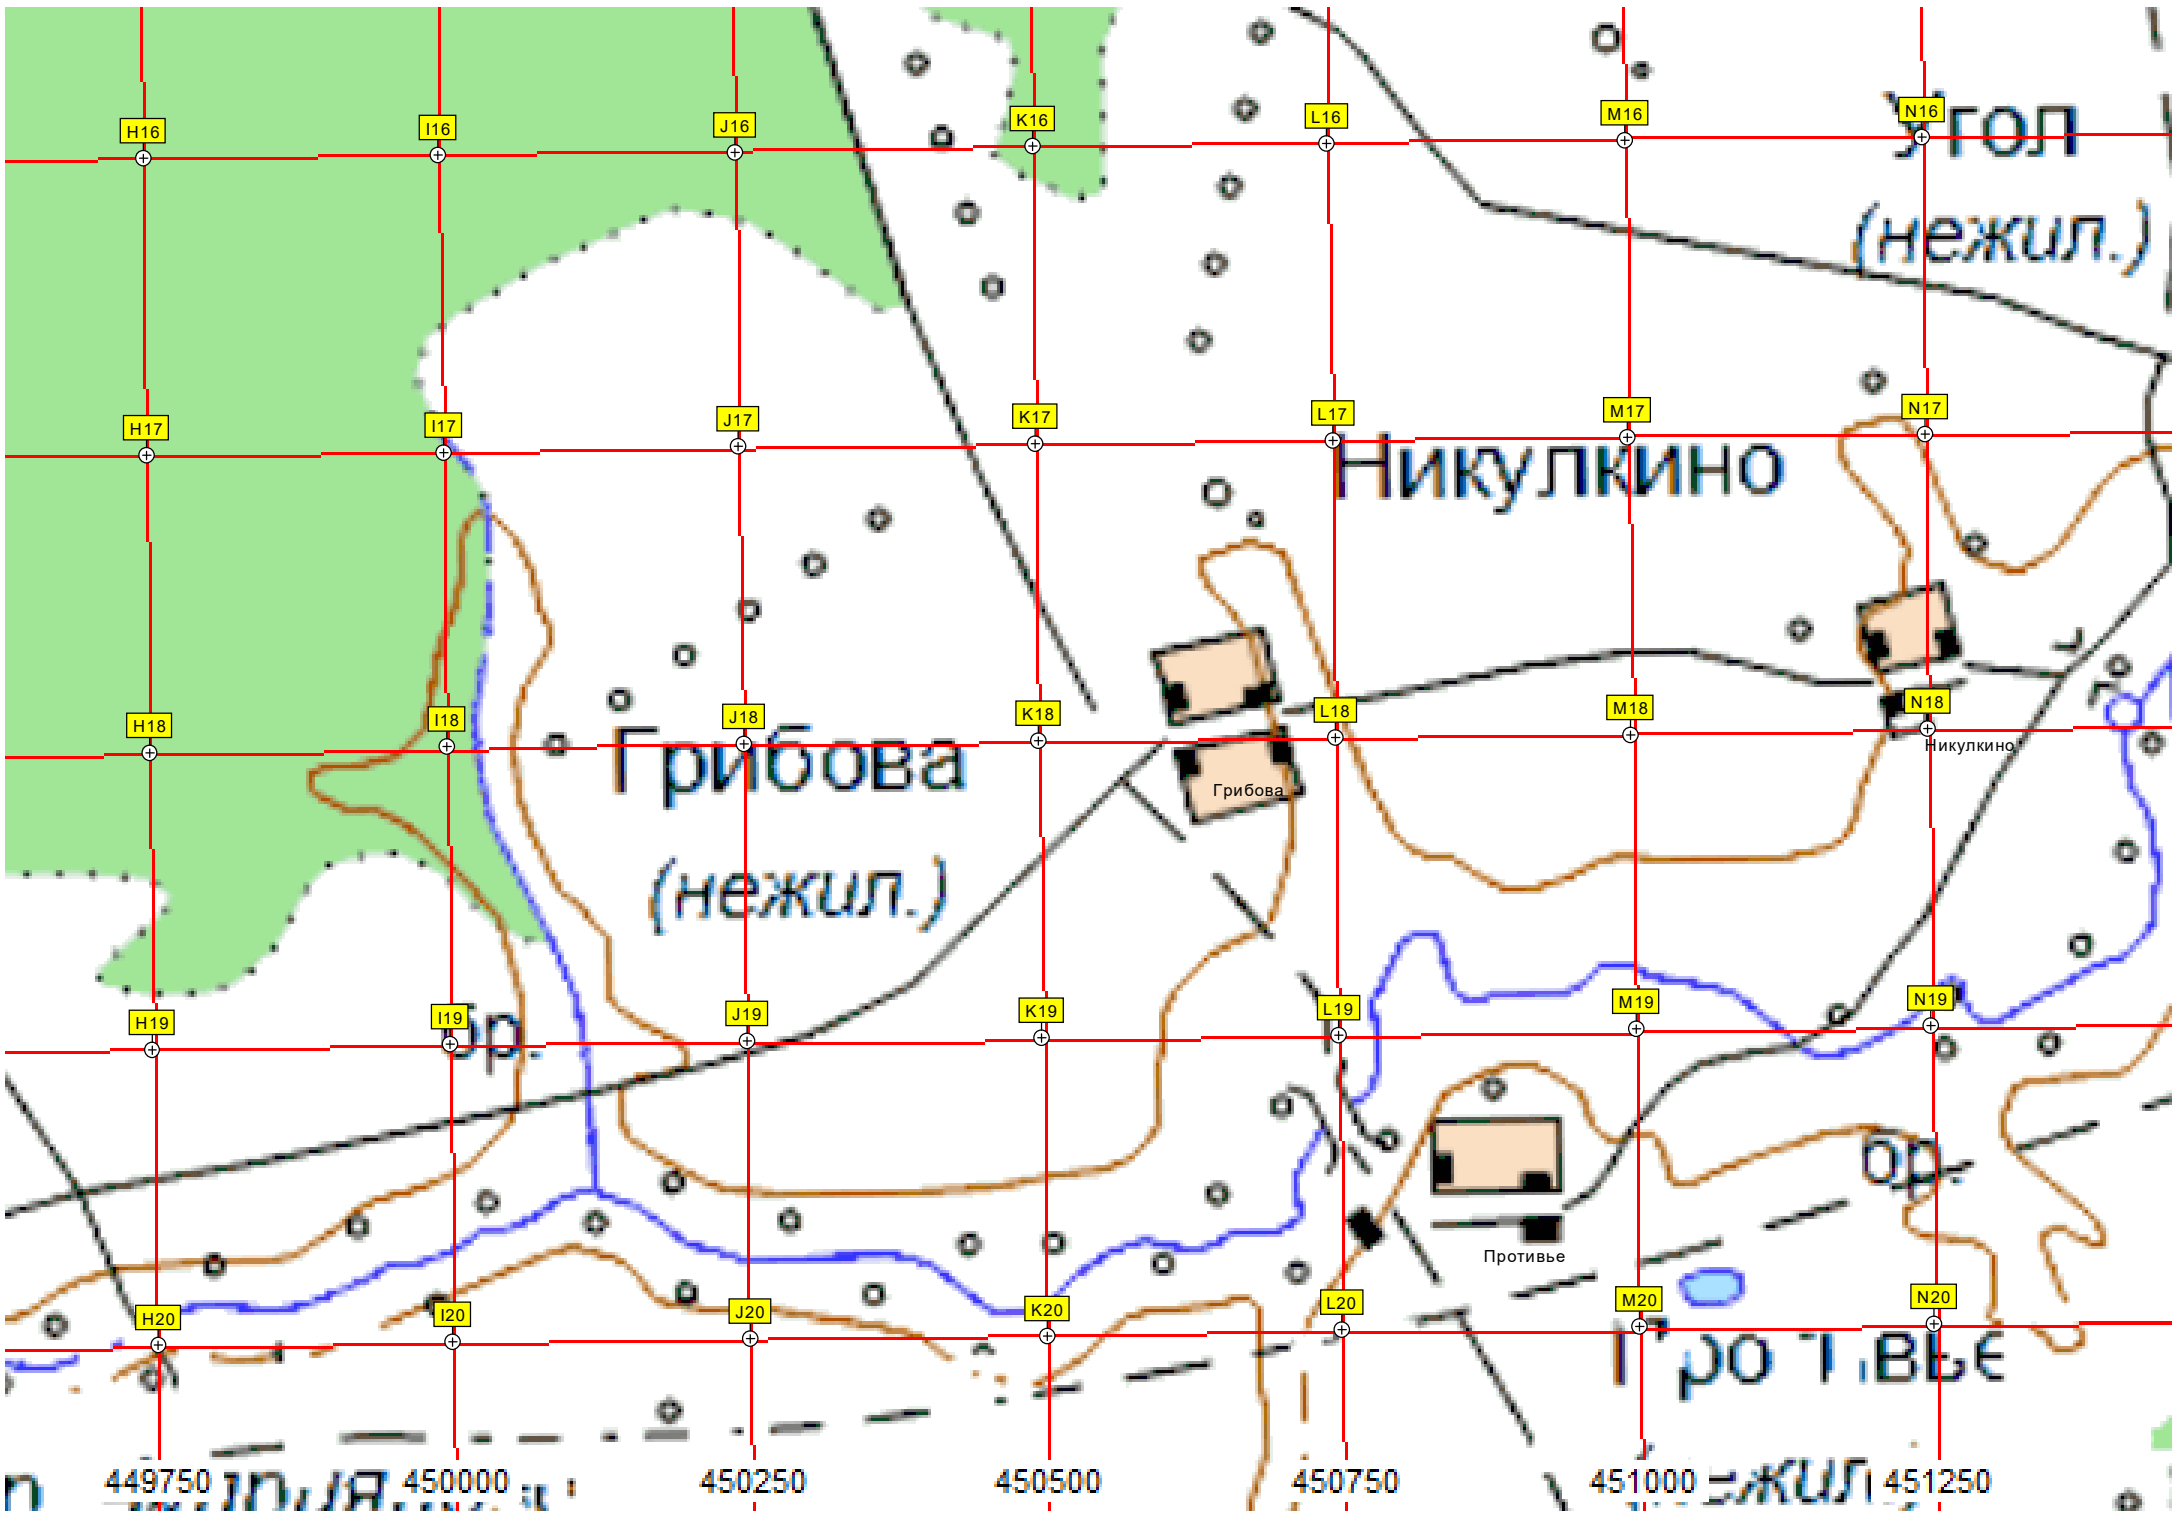 H16 I16 J16 K16 L16 M16 N16
Угол
(нежил.)
H17 I17 J17 K17 L17 M17 N17
Никулкино
H18 I18 J18 K18 L18 M18 N18
Никулкино
Грибова
Грибова
(нежил.)
H19 I19 J19 K19 L19 M19 N19
бр.
бр.
Противье
H20 I20 J20 K20 L20 M20 N20
449750 450000 450250 450500 450750 451000 451250